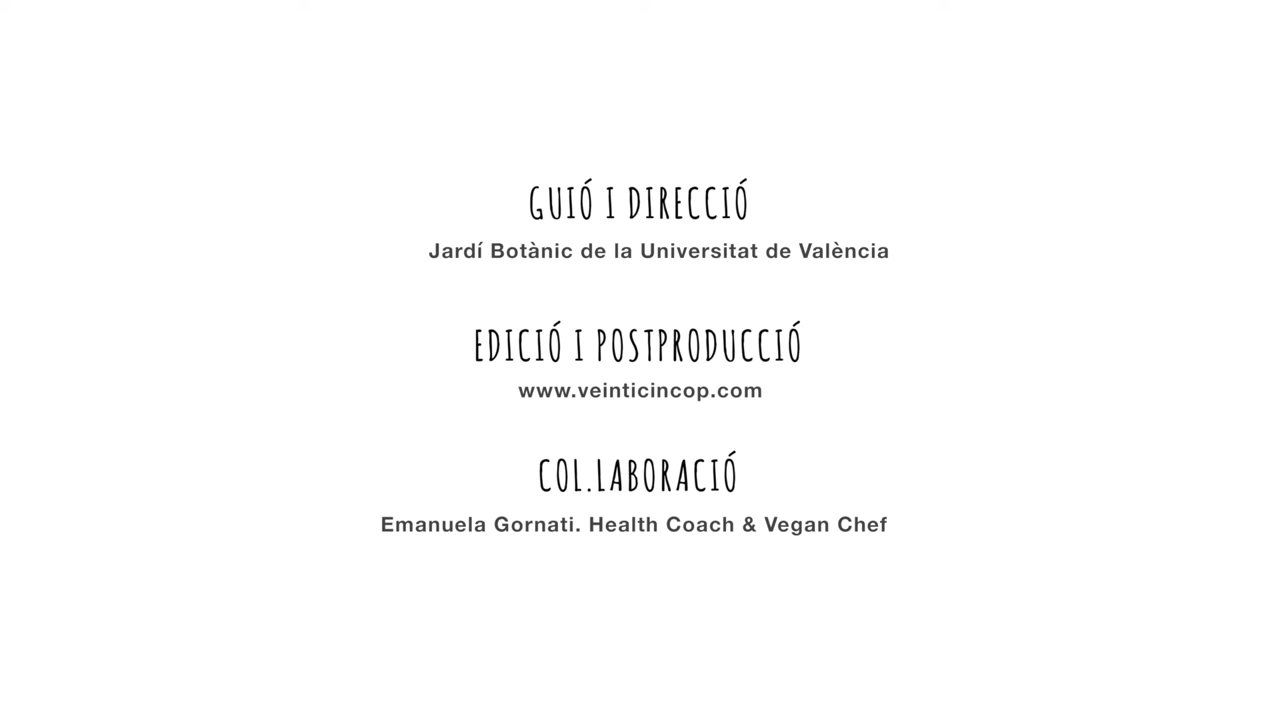 GUIÓ I DIRECCIÓ
Jardí Botànic de la Universitat de València
EDICIÓ I POSTPRODUCCIÓ
www.veinticincop.com
COL.LABORACIÓ
Emanuela Gornati. Health Coach & Vegan Chef